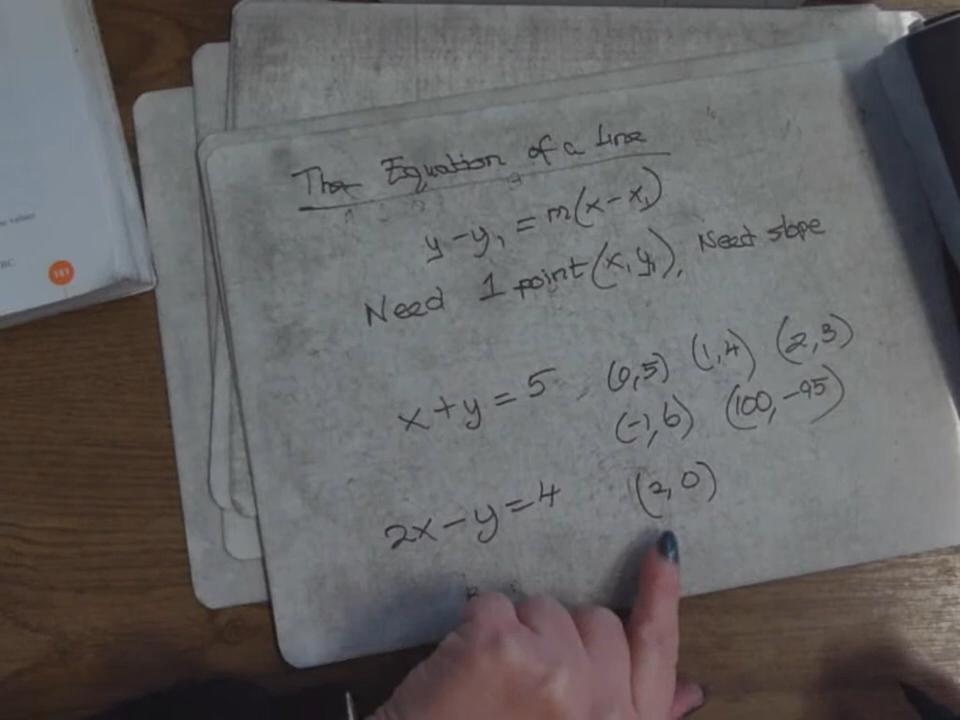 The Equation of a Line
y - y₁ = m(x - x₁)
Need 1 point (x₁ y₁), Need slope
x + y = 5 (0,5) (1,4) (2,3)
(-1,6) (100,-95)
2x - y = 4 (2,0)
BC